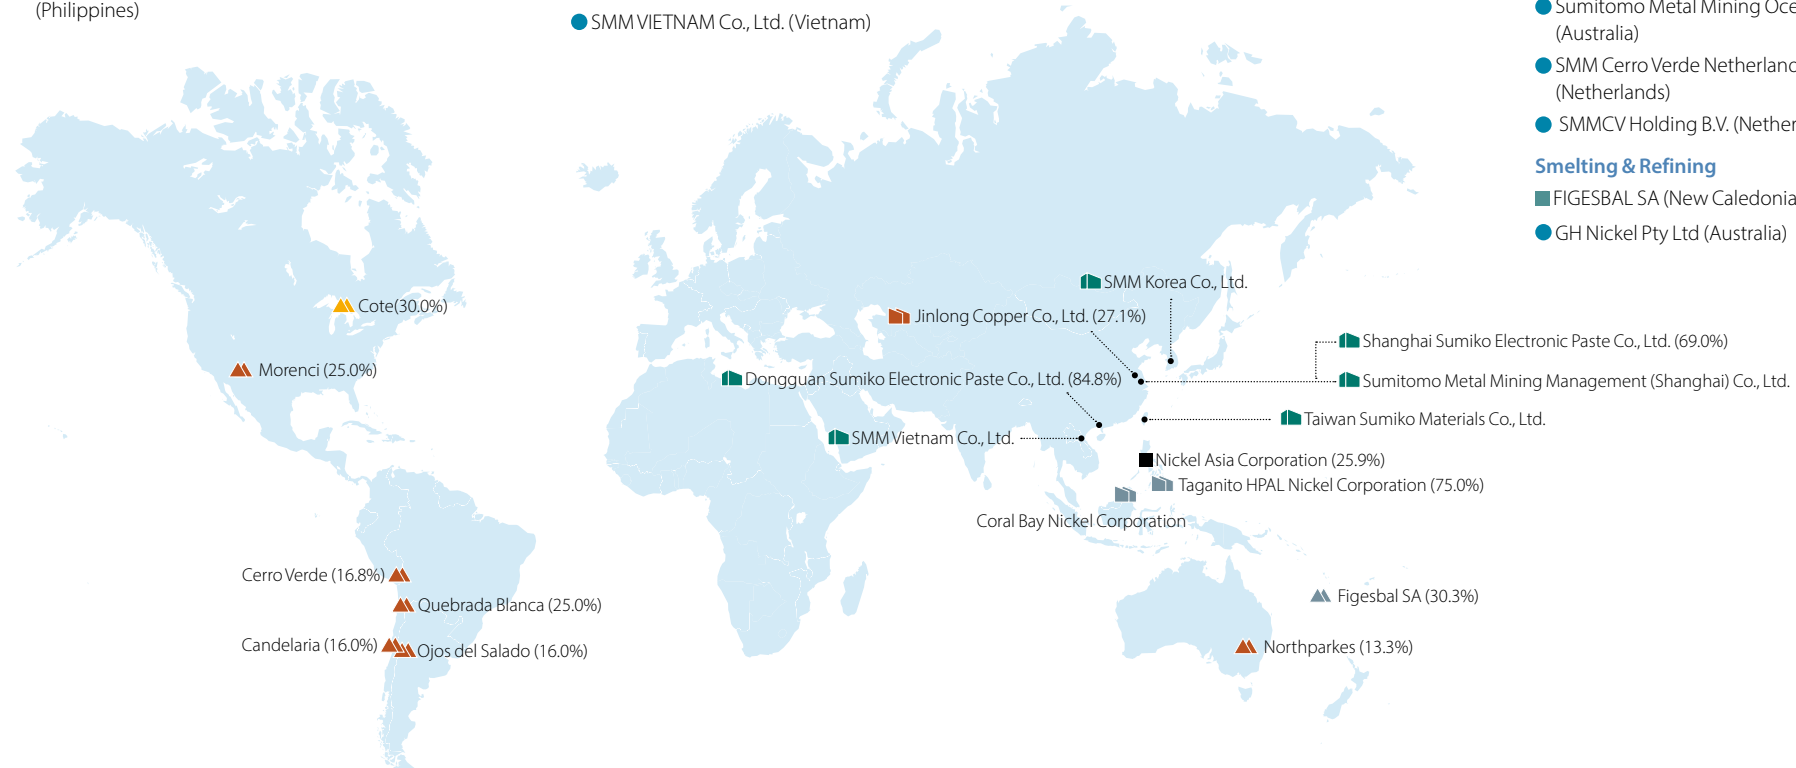 (Philippines)
SMM VIETNAM Co., Ltd. (Vietnam)
Sumitomo Metal Mining
(Australia)
SMM Cerro Verde
(Netherlands)
SMMCV Holding B.V.
Smelting & Refining
FIGESBAL SA (New Caledonia
GH Nickel Pty Ltd (Australia)
SMM Korea Co., Ltd.
Cote(30.0%)
Jinlong Copper Co., Ltd. (27.1%)
Shanghai Sumiko Electronic Paste Co., Ltd. (69.0%)
Morenci (25.0%)
Dongguan Sumiko Electronic Paste Co., Ltd. (84.8%)
Sumitomo Metal Mining Management (Shanghai) Co., Ltd.
Taiwan Sumiko Materials Co., Ltd.
SMM Vietnam Co., Ltd.
Nickel Asia Corporation (25.9%)
Taganito HPAL Nickel Corporation (75.0%)
Coral Bay Nickel Corporation
Cerro Verde (16.8%)
Quebrada Blanca (25.0%)
Figesbal SA (30.3%)
Candelaria (16.0%)
Ojos del Salado (16.0%)
Northparkes (13.3%)